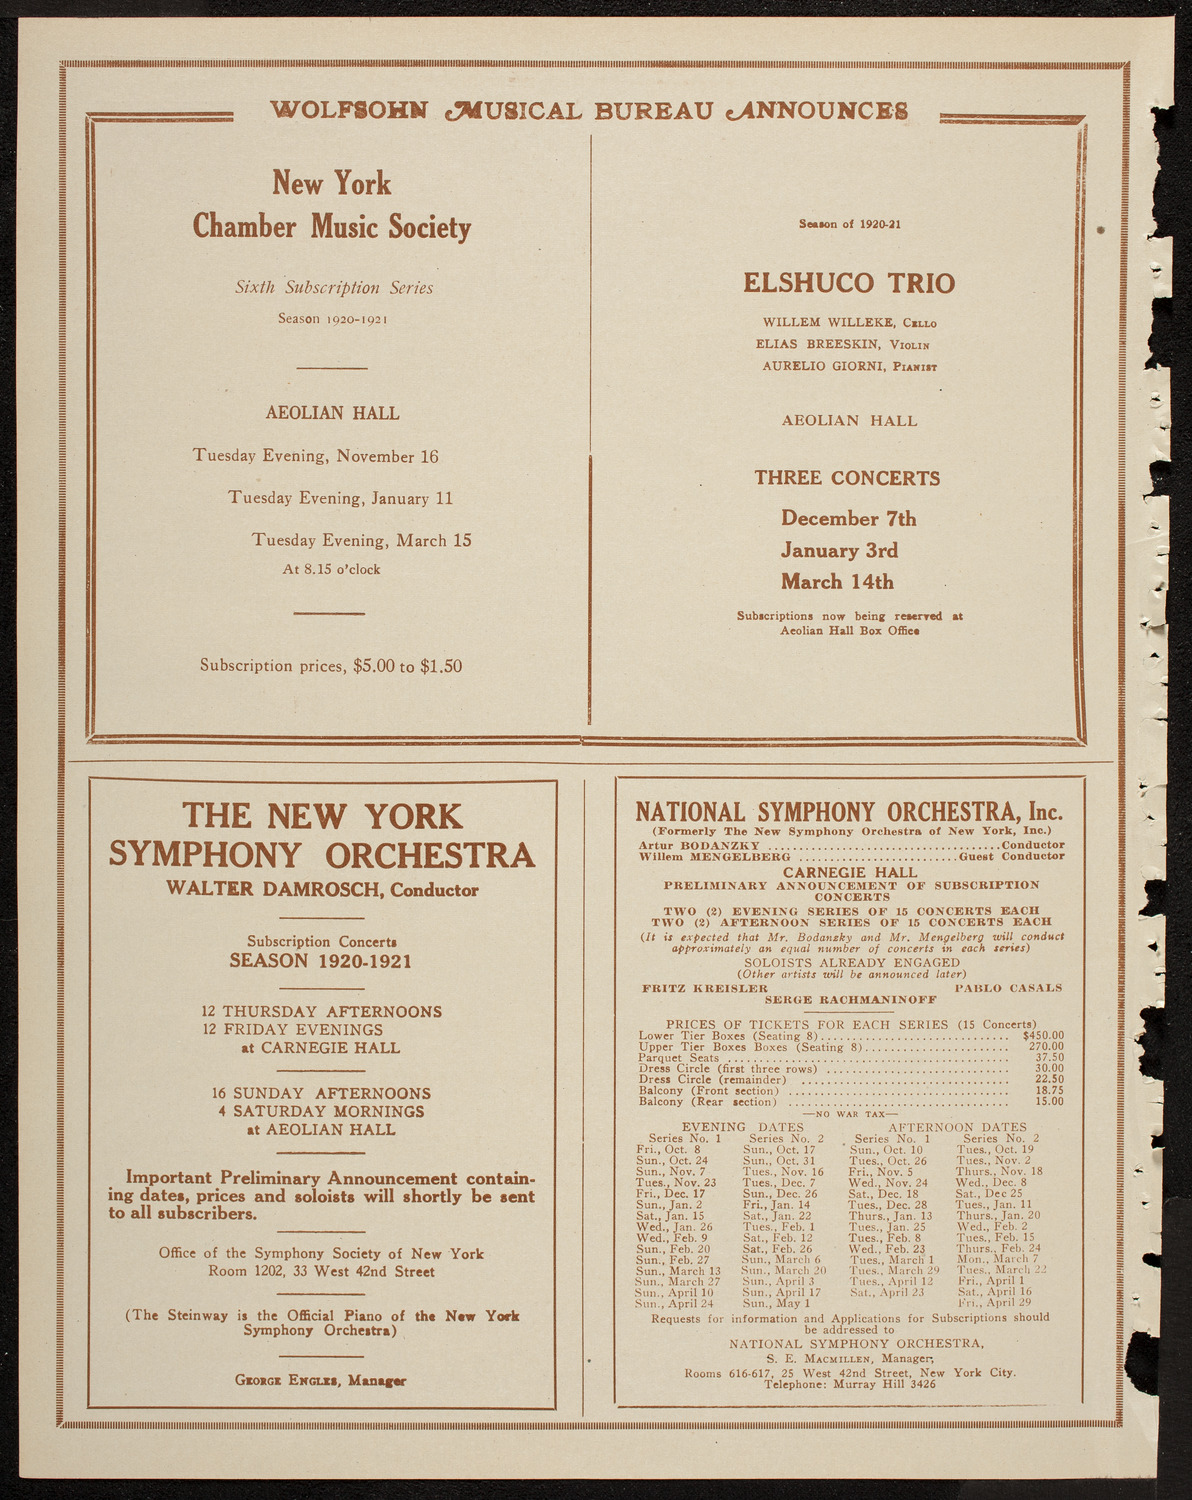 WOLFSOHN MUSICAL BUREAU ANNOUNCES
New York
Chamber Music Society
Sixth Subscription Series
Season 1920-1921
AEOLIAN HALL
Tuesday Evening, November 16
Tuesday Evening, January 11
Tuesday Evening, March 15
At 8.15 o'clock
Subscription prices, $5.00 to $1.50
Season of 1920-21
ELSHUCO TRIO
WILLEM WILLEKE, CELLO
ELIAS BREESKIN, VIOLIN
AURELIO GIORNI, PIANIST
AEOLIAN HALL
THREE CONCERTS
December 7th
January 3rd
March 14th
Subscriptions now being reserved at
Aeolian Hall Box Office
THE NEW YORK
SYMPHONY ORCHESTRA
WALTER DAMROSCH, Conductor
Subscription Concerts
SEASON 1920-1921
12 THURSDAY AFTERNOONS
12 FRIDAY EVENINGS
at CARNEGIE HALL
16 SUNDAY AFTERNOONS
4 SATURDAY MORNINGS
at AEOLIAN HALL
Important Preliminary Announcement contain-
ing dates, prices and soloists will shortly be sent
to all subscribers.
Office of the Symphony Society of New York
Room 1202, 33 West 42nd Street
(The Steinway is the Official Piano of the New York
Symphony Orchestra)
GEORGE ENGLES, Manager
NATIONAL SYMPHONY ORCHESTRA, Inc.
(Formerly The New Symphony Orchestra of New York, Inc.)
Artur BODANZKY .....................................Conductor
Willem MENGELBERG ..........................Guest Conductor
CARNEGIE HALL
PRELIMINARY ANNOUNCEMENT OF SUBSCRIPTION
CONCERTS
TWO (2) EVENING SERIES OF 15 CONCERTS EACH
TWO (2) AFTERNOON SERIES OF 15 CONCERTS EACH
(It is expected that Mr. Bodanzky and Mr. Mengelberg will conduct
approximately an equal number of concerts in each series)
SOLOISTS ALREADY ENGAGED
(Other artists will be announced later)
FRITZ KREISLER PABLO CASALS
SERGE RACHMANINOFF
PRICES OF TICKETS FOR EACH SERIES (15 Concerts)
Lower Tier Boxes (Seating 8).............................. $450.00
Upper Tier Boxes Boxes (Seating 8)....................... 270.00
Parquet Seats ............................................. 37.50
Dress Circle (first three rows) ............................. 30.00
Dress Circle (remainder) ................................. 22.50
Balcony (Front section) ................................... 18.75
Balcony (Rear section) ................................... 15.00
—NO WAR TAX—
EVENING DATES AFTERNOON DATES
Series No. 1 Series No. 2 Series No. 1 Series No. 2
Fri., Oct. 8 Sun., Oct. 17 Sun., Oct. 10 Tues., Oct. 19
Sun., Oct. 24 Sun., Oct. 31 Tues., Oct. 26 Tues., Nov. 2
Sun., Nov. 7 Tues., Nov. 16 Fri., Nov. 5 Thurs., Nov. 18
Tues., Nov. 23 Tues., Dec. 7 Wed., Nov. 24 Wed., Dec. 8
Fri., Dec. 17 Sun., Dec. 26 Sat., Dec. 18 Sat., Dec 25
Sun., Jan. 2 Fri., Jan. 14 Tues., Dec. 28 Tues., Jan. 11
Sat., Jan. 15 Sat., Jan. 22 Thurs., Jan. 13 Thurs., Jan. 20
Wed., Jan. 26 Tues., Feb. 1 Tues., Jan. 25 Wed., Feb. 2
Wed., Feb. 9 Sat., Feb. 12 Tues., Feb. 8 Tues., Feb. 15
Sun., Feb. 20 Sat., Feb. 26 Wed., Feb. 23 Thurs., Feb. 24
Sun., Feb. 27 Sun., March 6 Tues., March 1 Mon., March 7
Sun., March 13 Sun., March 20 Tues., March 29 Tues., March 22
Sun., March 27 Sun., April 3 Tues., April 12 Fri., April 1
Sun., April 10 Sun., April 17 Sat., April 23 Sat., April 16
Sun., April 24 Sun., May 1 Fri., April 29
Requests for information and Applications for Subscriptions should
be addressed to
NATIONAL SYMPHONY ORCHESTRA,
S. E. MACMILLEN, Manager,
Rooms 616-617, 25 West 42nd Street, New York City.
Telephone: Murray Hill 3426